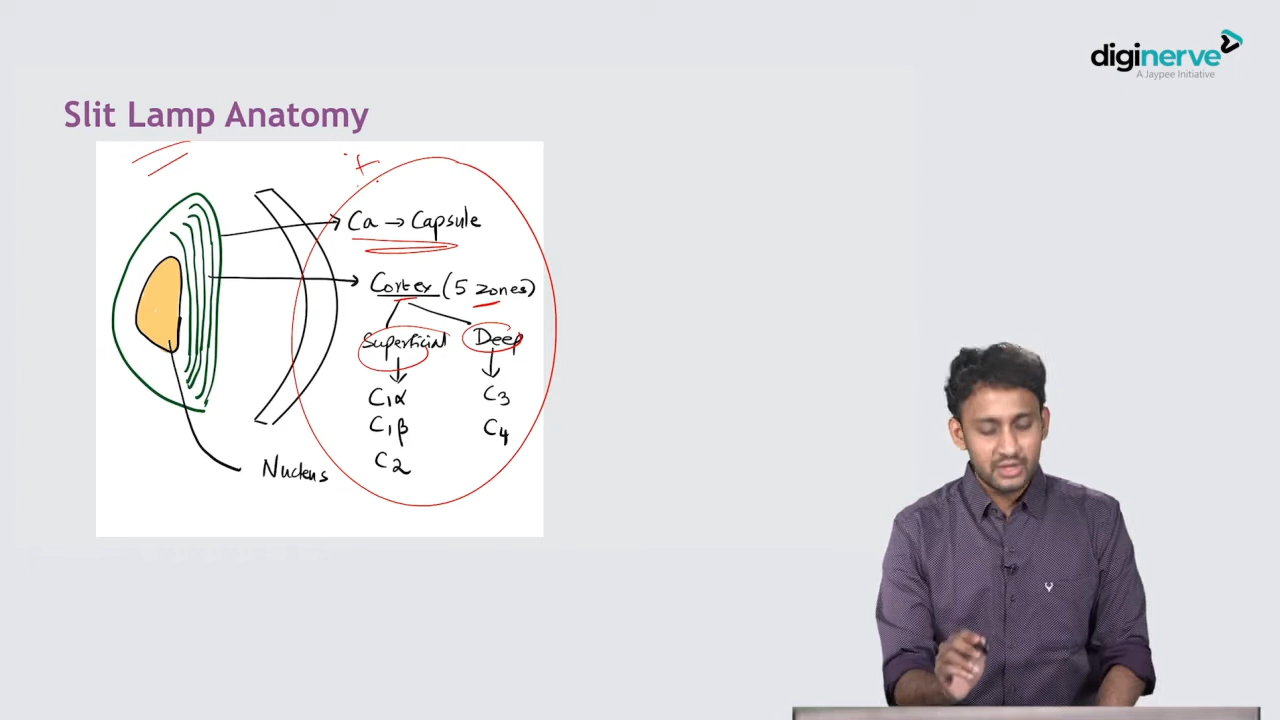 diginerve
A Jaypee Initiative
Slit Lamp Anatomy
Ca → Capsule
Cortex (5 zones)
Superficial Deep
C1α C3
C1β C4
C2
Nucleus